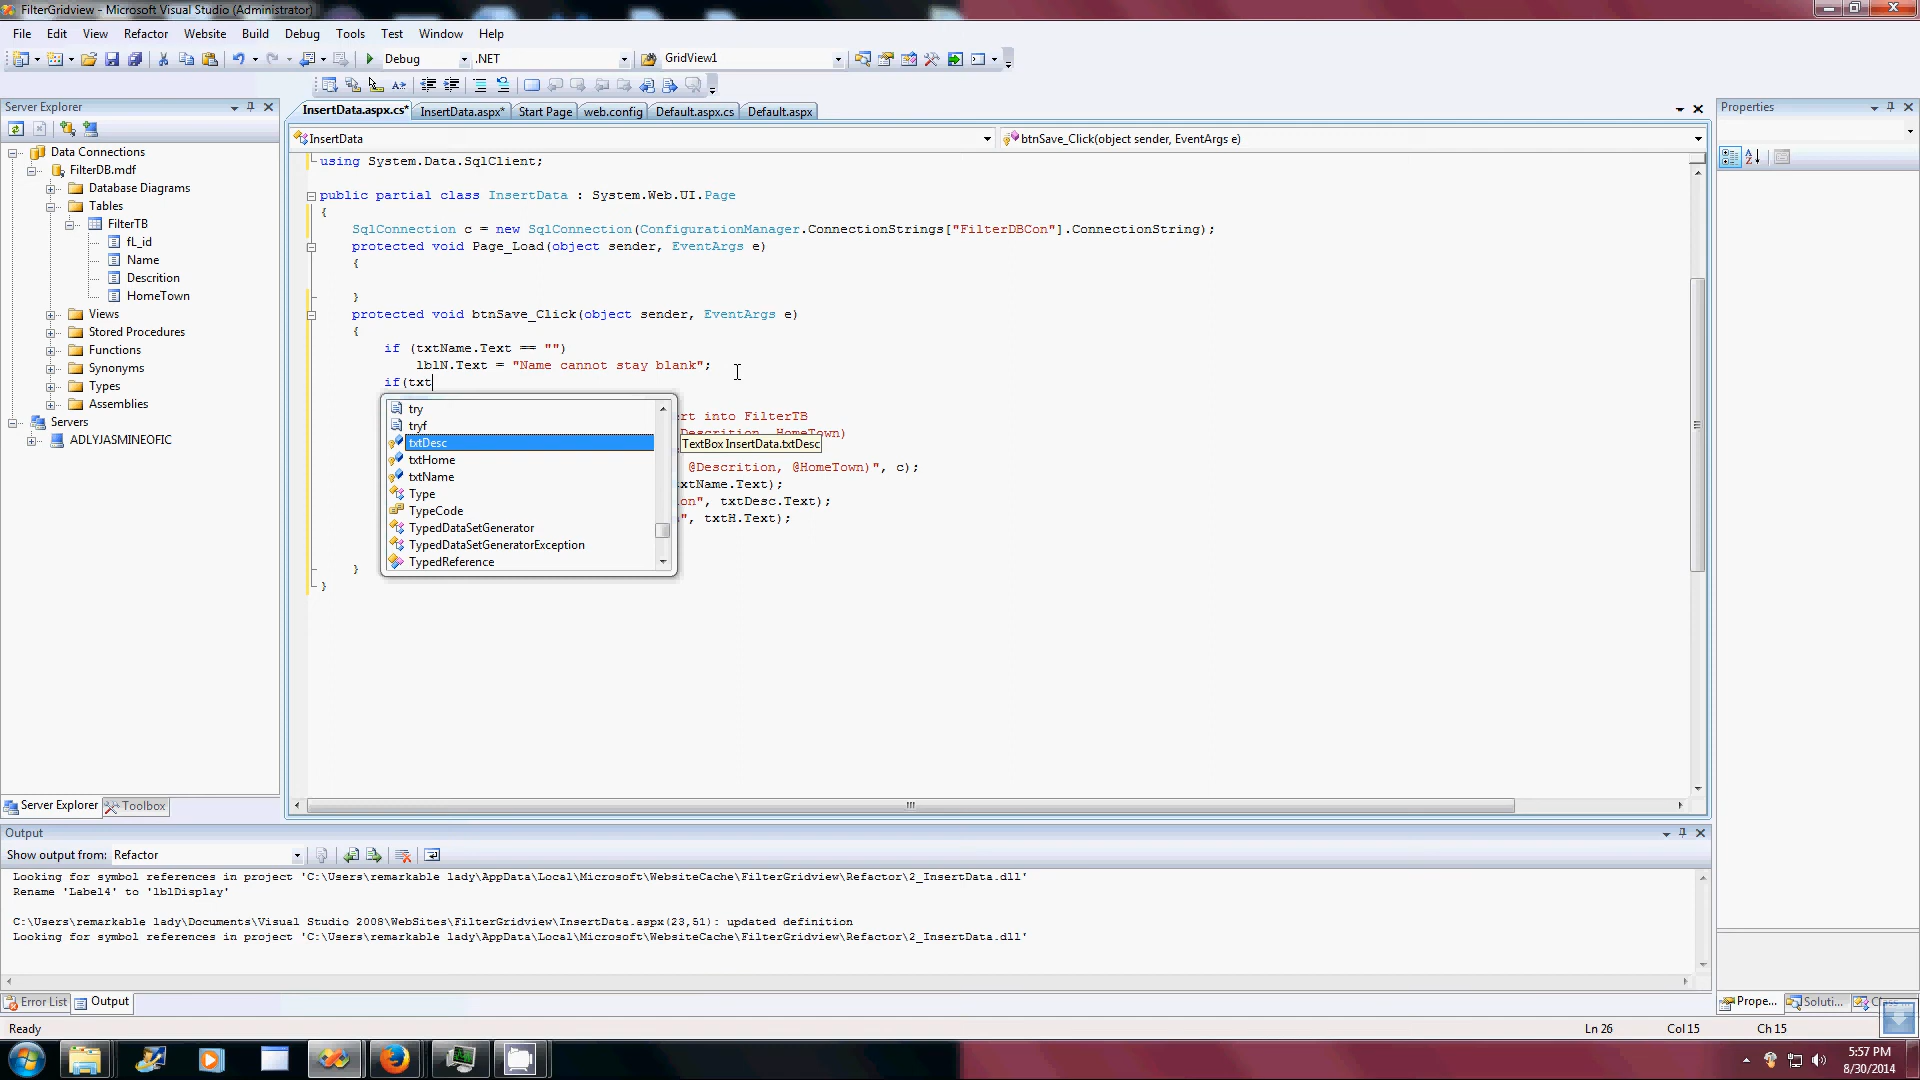 FilterGridview - Microsoft Visual Studio (Administrator)
File Edit View Refactor Website Build Debug Tools Test Window Help
Debug .NET GridView1
Server Explorer
InsertData.aspx.cs* InsertData.aspx* Start Page web.config Default.aspx.cs Default.aspx
Properties
InsertData btnSave_Click(object sender, EventArgs e)
Data Connections
FilterDB.mdf
Database Diagrams
Tables
FilterTB
fL_id
Name
Descrition
HomeTown
Views
Stored Procedures
Functions
Synonyms
Types
Assemblies
Servers
ADLYJASMINEOFIC
using System.Data.SqlClient;
public partial class InsertData : System.Web.UI.Page
{
SqlConnection c = new SqlConnection(ConfigurationManager.ConnectionStrings["FilterDBCon"].ConnectionString);
protected void Page_Load(object sender, EventArgs e)
{
}
protected void btnSave_Click(object sender, EventArgs e)
{
if (txtName.Text == "")
lblN.Text = "Name cannot stay blank";
if(txt
try
tryf
txtDesc
txtHome
txtName
Type
TypeCode
TypedDataSetGenerator
TypedDataSetGeneratorException
TypedReference
TextBox InsertData.txtDesc
into FilterTB
@Descrition, @HomeTown)", c);
xtName.Text);
on", txtDesc.Text);
", txtH.Text);
}
}
Server Explorer Toolbox
Output
Show output from: Refactor
Looking for symbol references in project 'C:\Users\remarkable lady\AppData\Local\Microsoft\WebsiteCache\FilterGridview\Refactor\2_InsertData.dll'
Rename 'Label4' to 'lblDisplay'
C:\Users\remarkable lady\Documents\Visual Studio 2008\WebSites\FilterGridview\InsertData.aspx(23,51): updated definition
Looking for symbol references in project 'C:\Users\remarkable lady\AppData\Local\Microsoft\WebsiteCache\FilterGridview\Refactor\2_InsertData.dll'
Error List Output
Prope... Soluti...
Ready Ln 26 Col 15 Ch 15
5:57 PM
8/30/2014